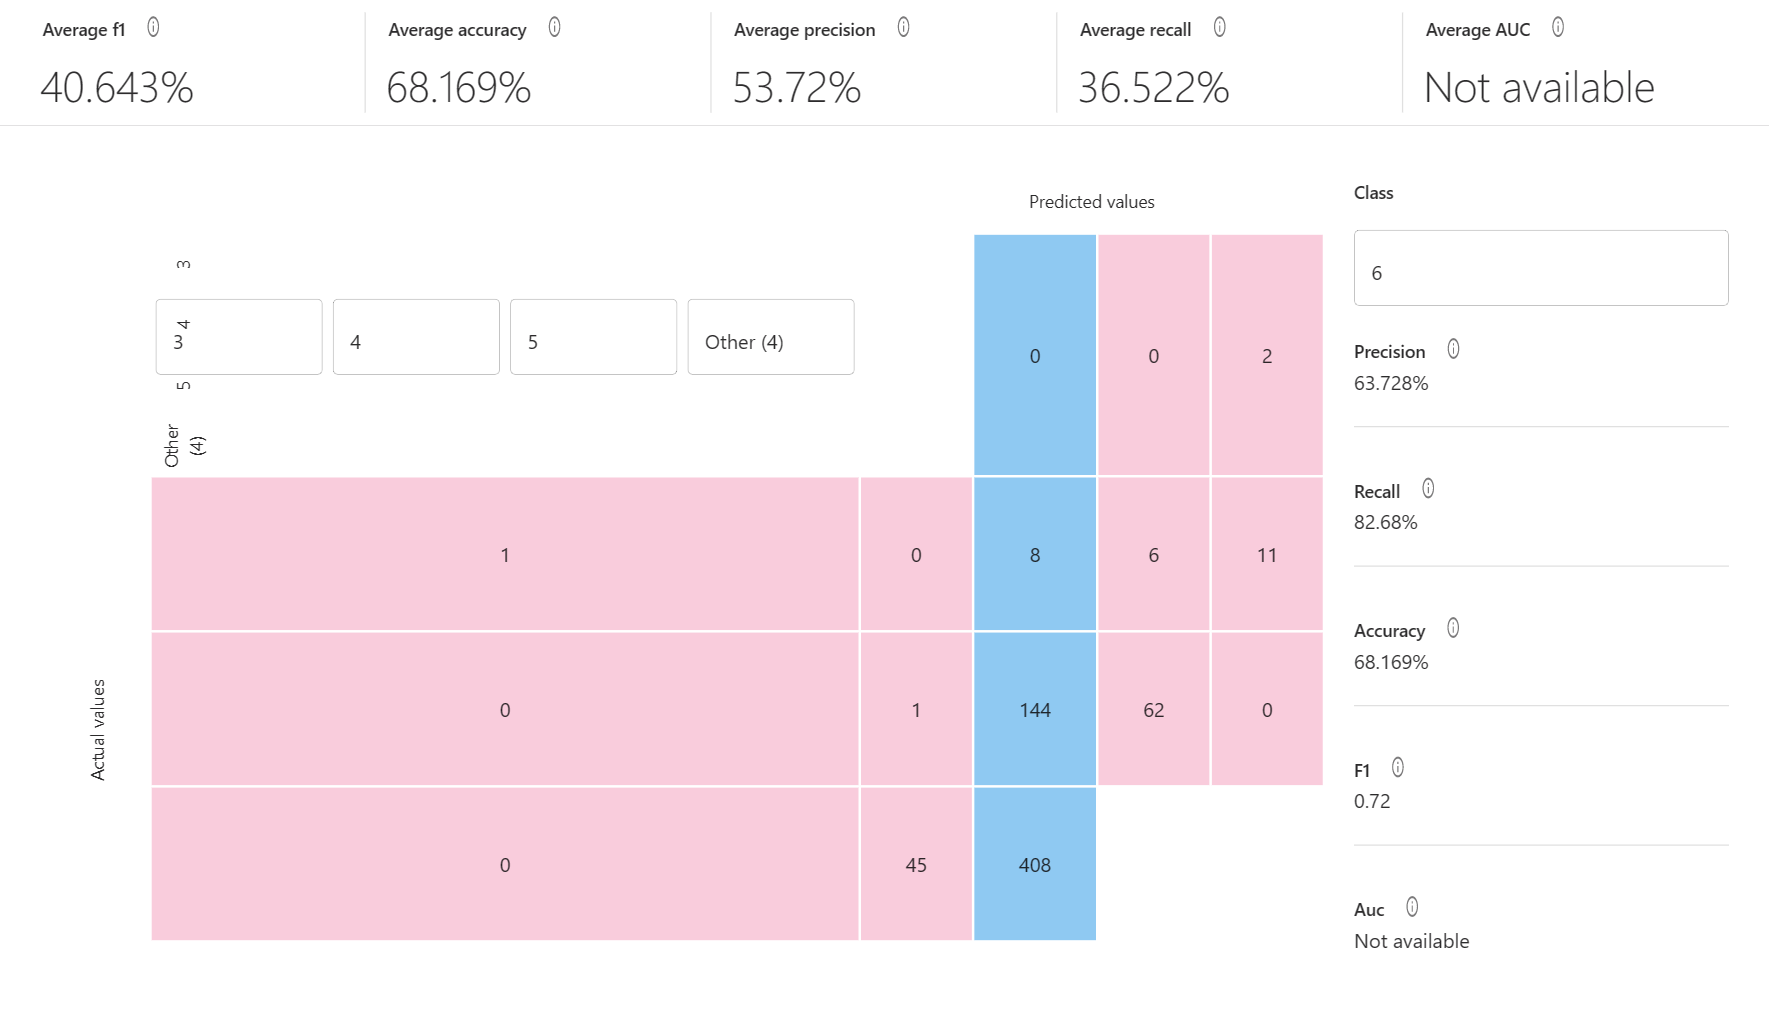 Average f1
40.643%
Average accuracy
68.169%
Average precision
53.72%
Average recall
36.522%
Average AUC
Not available
Predicted values
3
4
5
Other
(4)
3
4
5
Other (4)
Actual values
0 0 2
1 0 8 6 11
0 1 144 62 0
0 45 408
Class
6
Precision
63.728%
Recall
82.68%
Accuracy
68.169%
F1
0.72
Auc
Not available